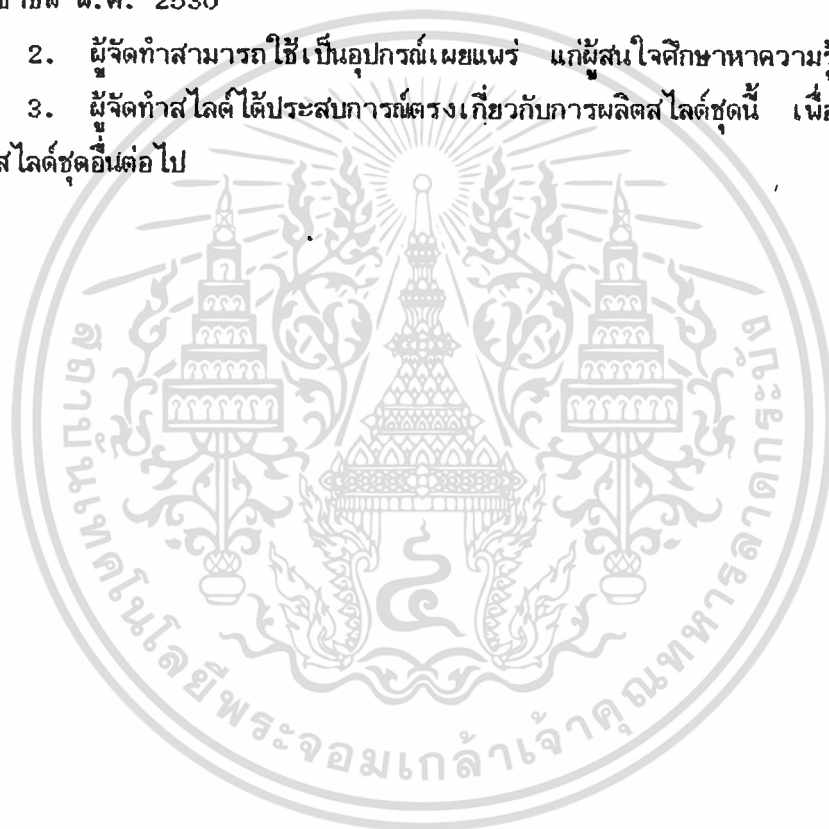 พ.ศ. 2530
2. ผู้จัดทำสามารถใช้เป็นอุปกรณ์เผยแพร่ แก่ผู้สนใจศึกษาหาความรู้
3. ผู้จัดทำสไลด์ได้ประสบการณ์ตรงเกี่ยวกับการผลิตสไลด์ชุดนี้
สไลด์ชุดอื่นต่อไป
สถาบันเทคโนโลยีพระจอมเกล้าเจ้าคุณทหารลาดกระบัง